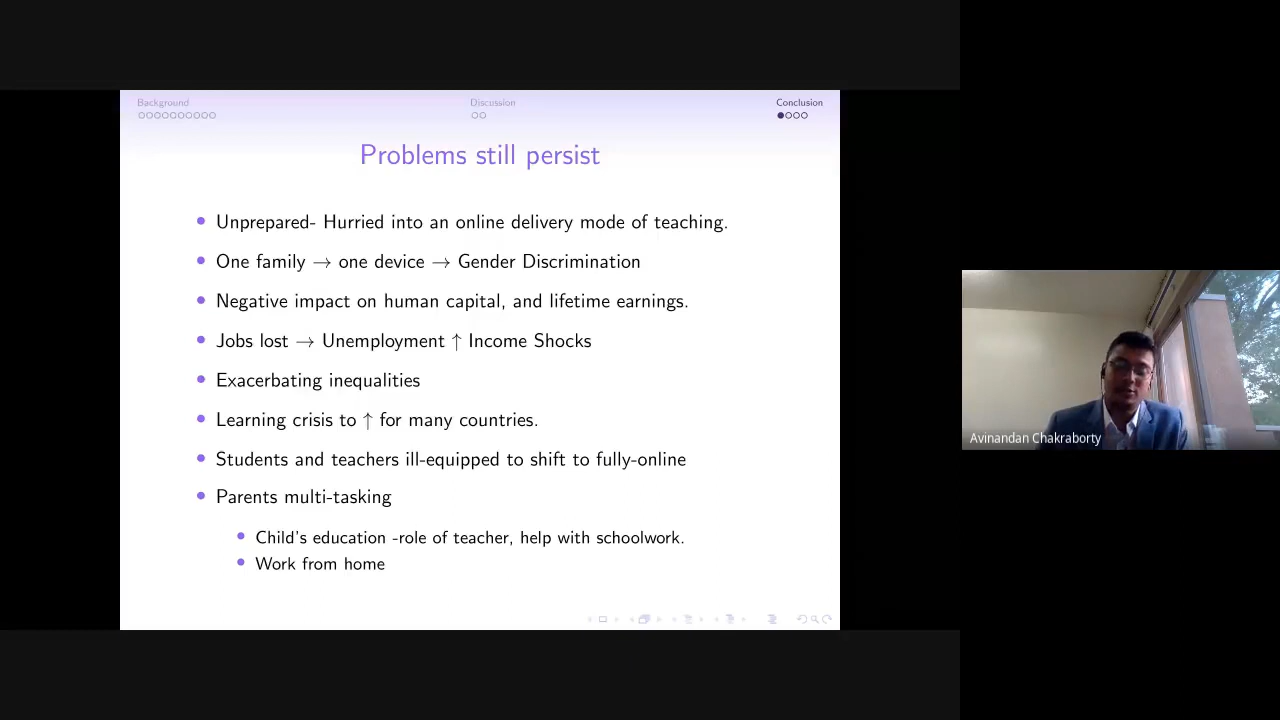 Background
Discussion
Conclusion
Problems still persist
Unprepared- Hurried into an online delivery mode of teaching.
One family → one device → Gender Discrimination
Negative impact on human capital, and lifetime earnings.
Jobs lost → Unemployment ↑ Income Shocks
Exacerbating inequalities
Learning crisis to ↑ for many countries.
Students and teachers ill-equipped to shift to fully-online
Parents multi-tasking
Child's education -role of teacher, help with schoolwork.
Work from home
Avinandan Chakraborty